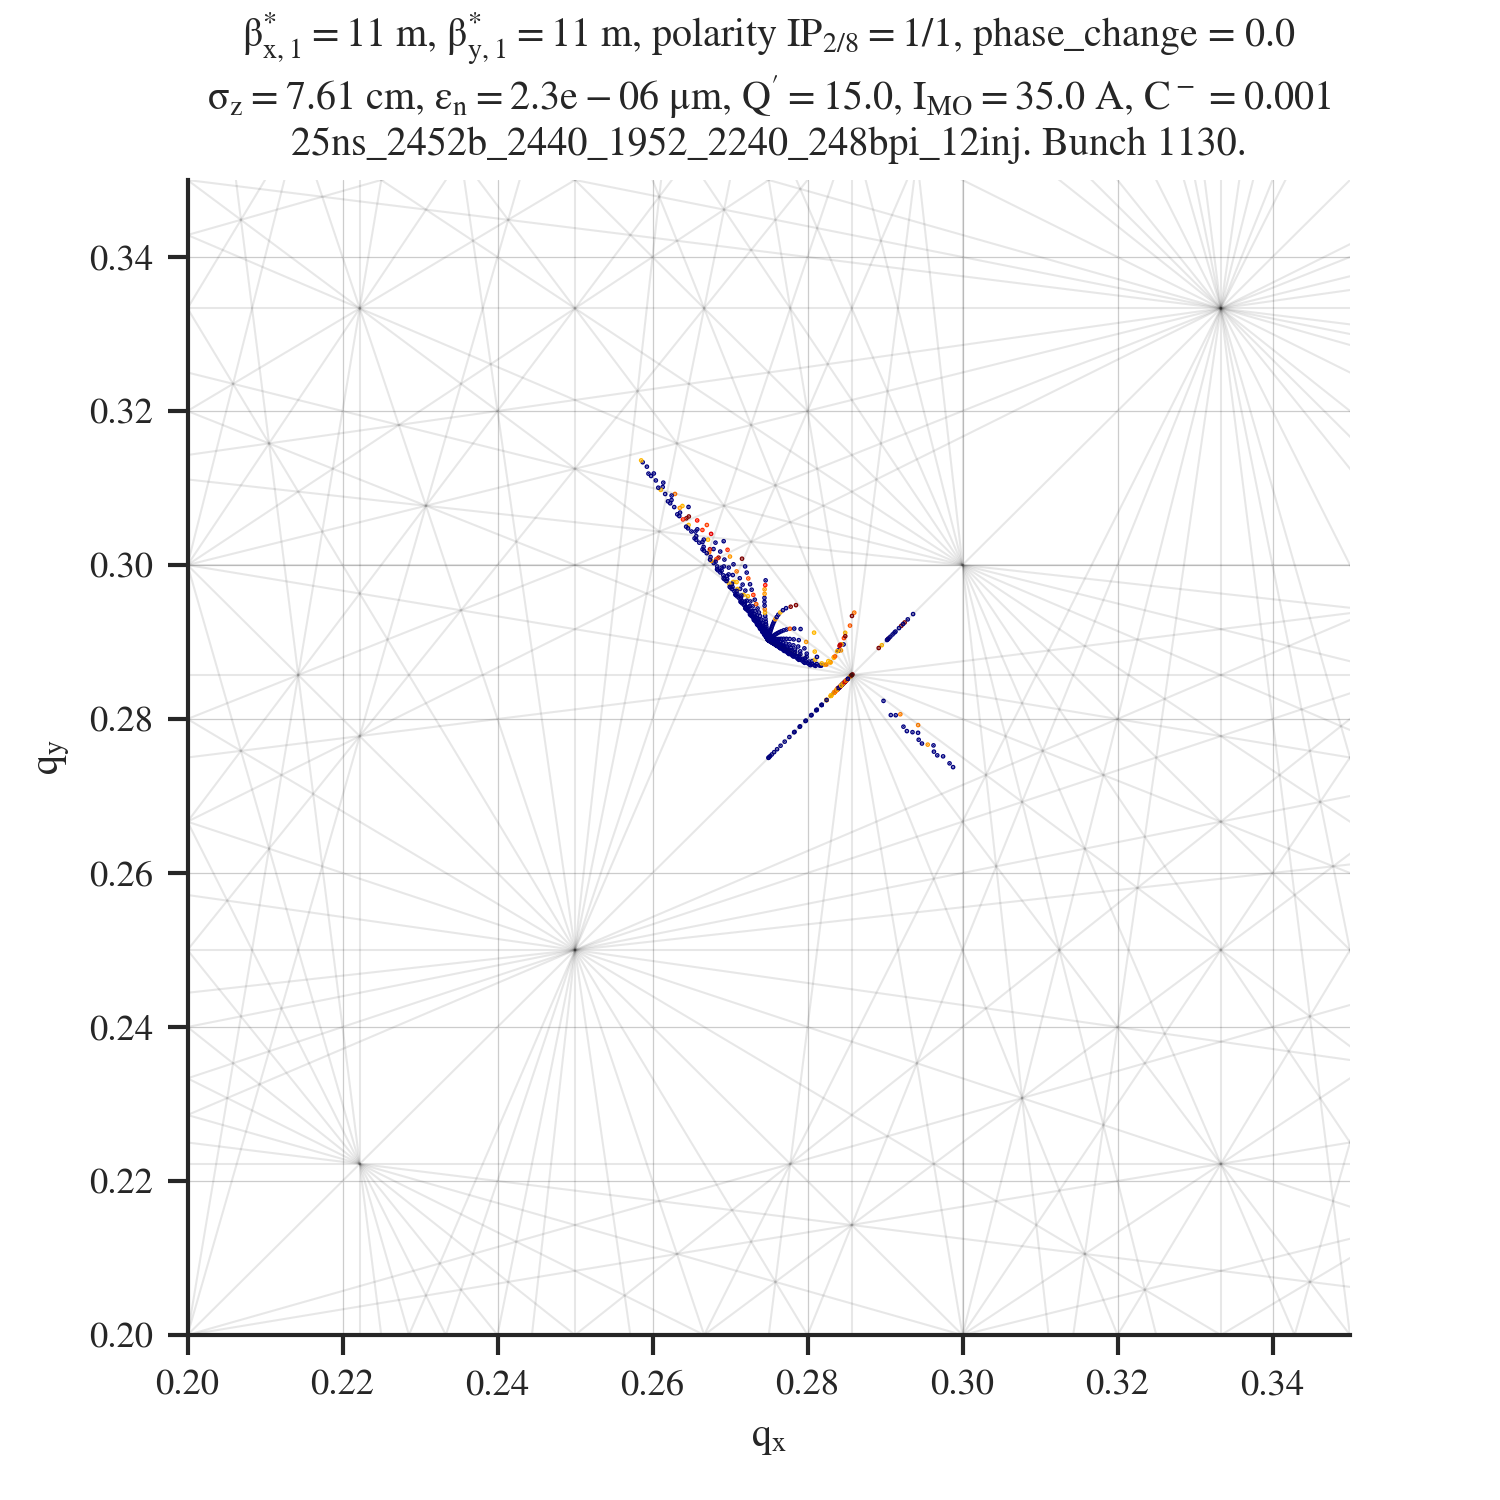 β*x, 1 = 11 m, β*y, 1 = 11 m, polarity IP2/8 = 1/1, phase_change = 0.0
σz = 7.61 cm, εn = 2.3e − 06 μm, Q′ = 15.0, IMO = 35.0 A, C− = 0.001
25ns_2452b_2440_1952_2240_248bpi_12inj. Bunch 1130.
0.34
0.32
0.30
0.28
qy
0.26
0.24
0.22
0.20
0.20 0.22 0.24 0.26 0.28 0.30 0.32 0.34
qx